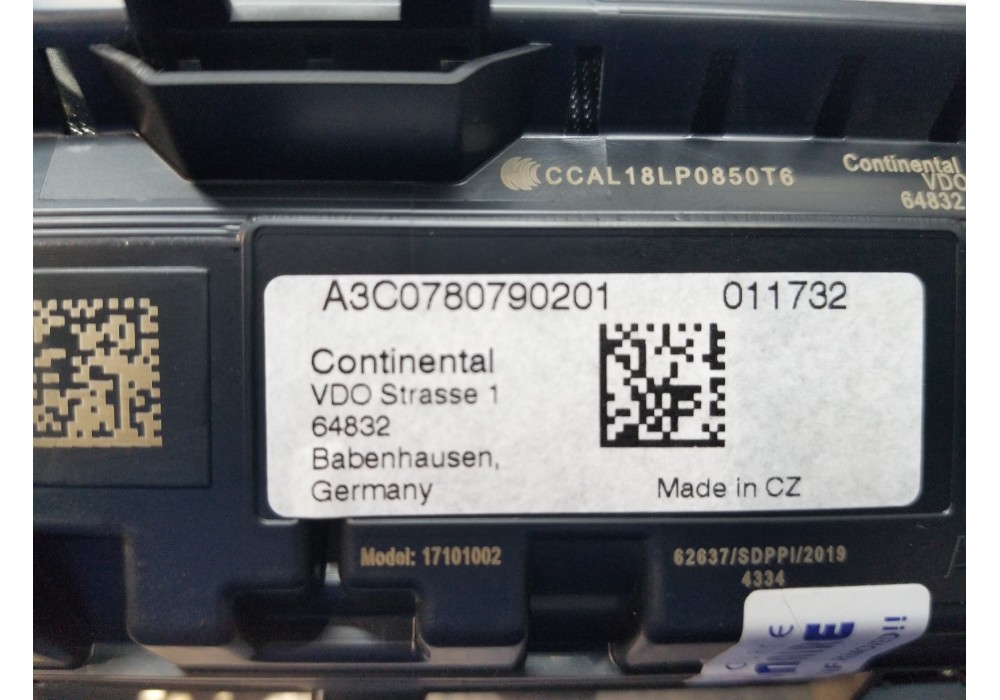 CCAL18LP0850T6
Continental
VDO
64832
A3C0780790201 011732
Continental
VDO Strasse 1
64832
Babenhausen,
Germany
Made in CZ
Model: 17101002
62637/SDPPI/2019
4334